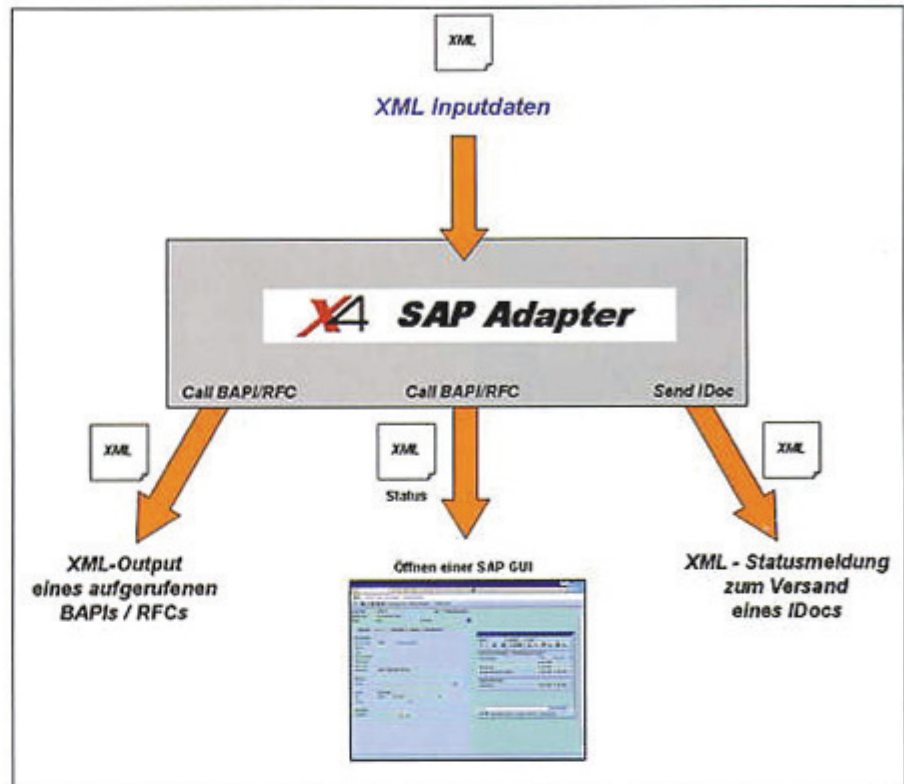 XML
XML Inputdaten
X4 SAP Adapter
Call BAPI/RFC
Call BAPI/RFC
Send IDoc
XML
XML
XML
Status
XML-Output
eines aufgerufenen
BAPIs / RFCs
Öffnen einer SAP GUI
XML - Statusmeldung
zum Versand
eines IDocs